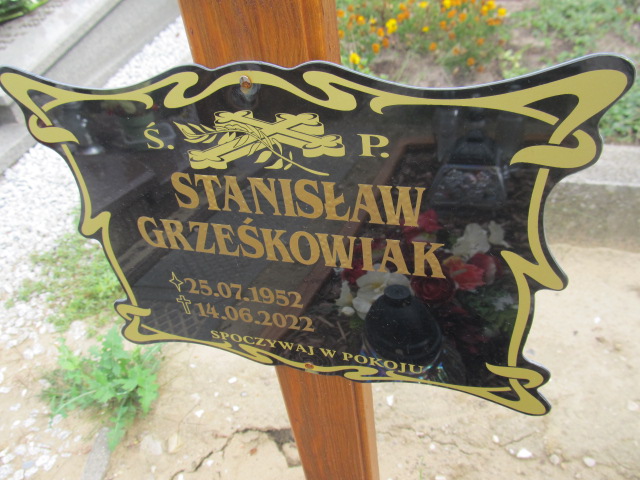 Ś. P.
STANISŁAW
GRZEŚKOWIAK
25.07.1952
14.06.2022
SPOCZYWAJ W POKOJU